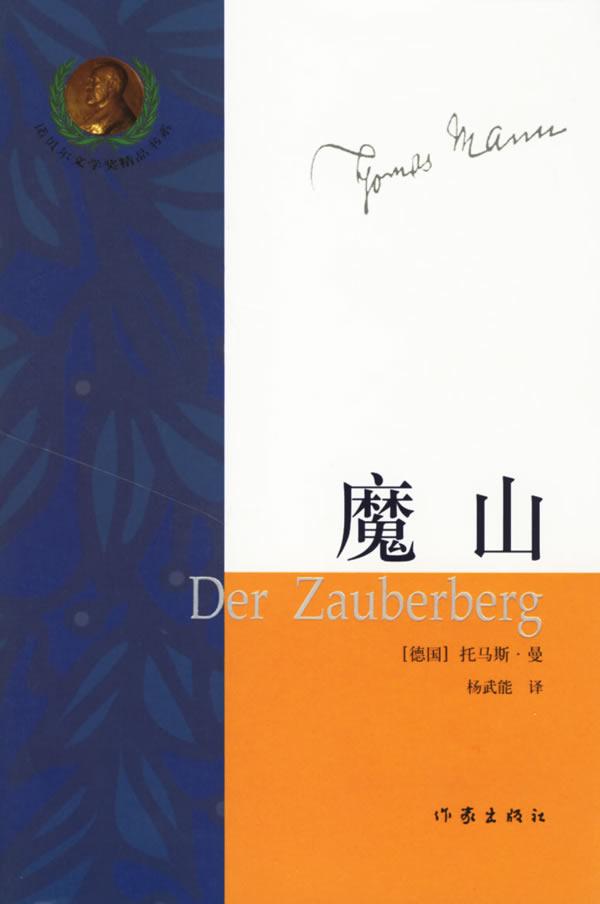 诺贝尔文学奖精品书系
Thomas Mann
魔山
Der Zauberberg
[德国] 托马斯·曼
杨武能 译
作家出版社